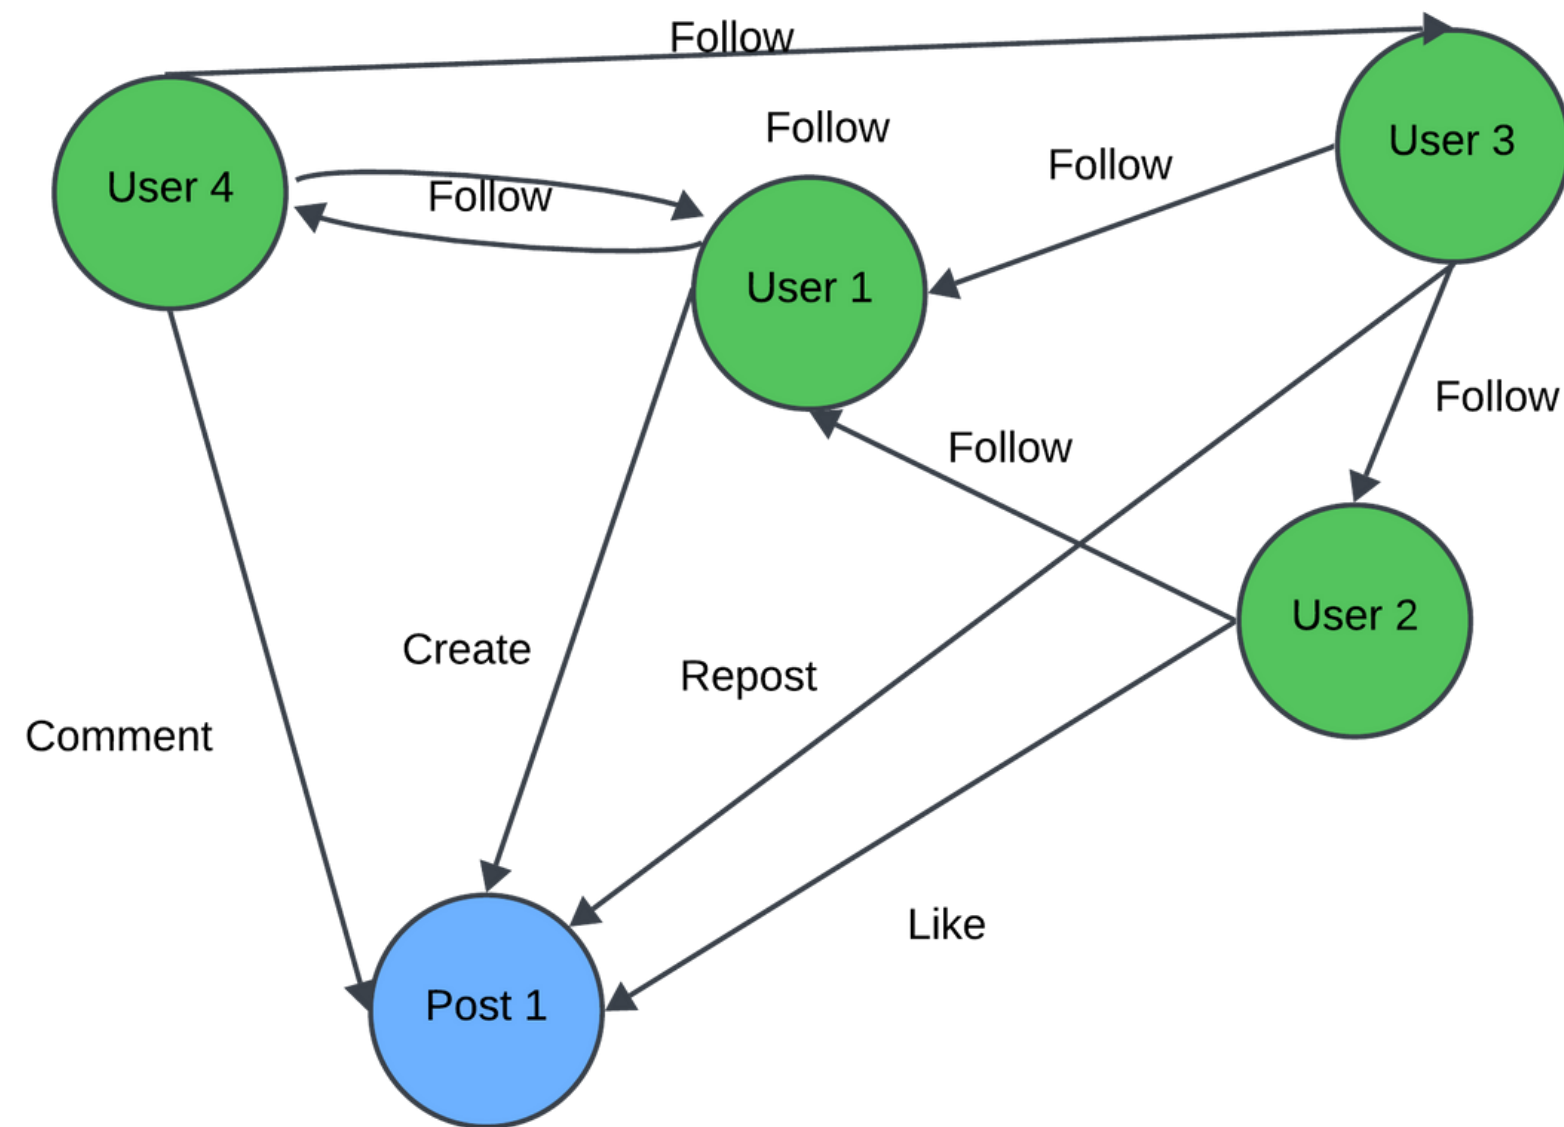 Follow
Follow
User 3
Follow
User 4
Follow
User 1
Follow
Follow
User 2
Create
Repost
Comment
Like
Post 1